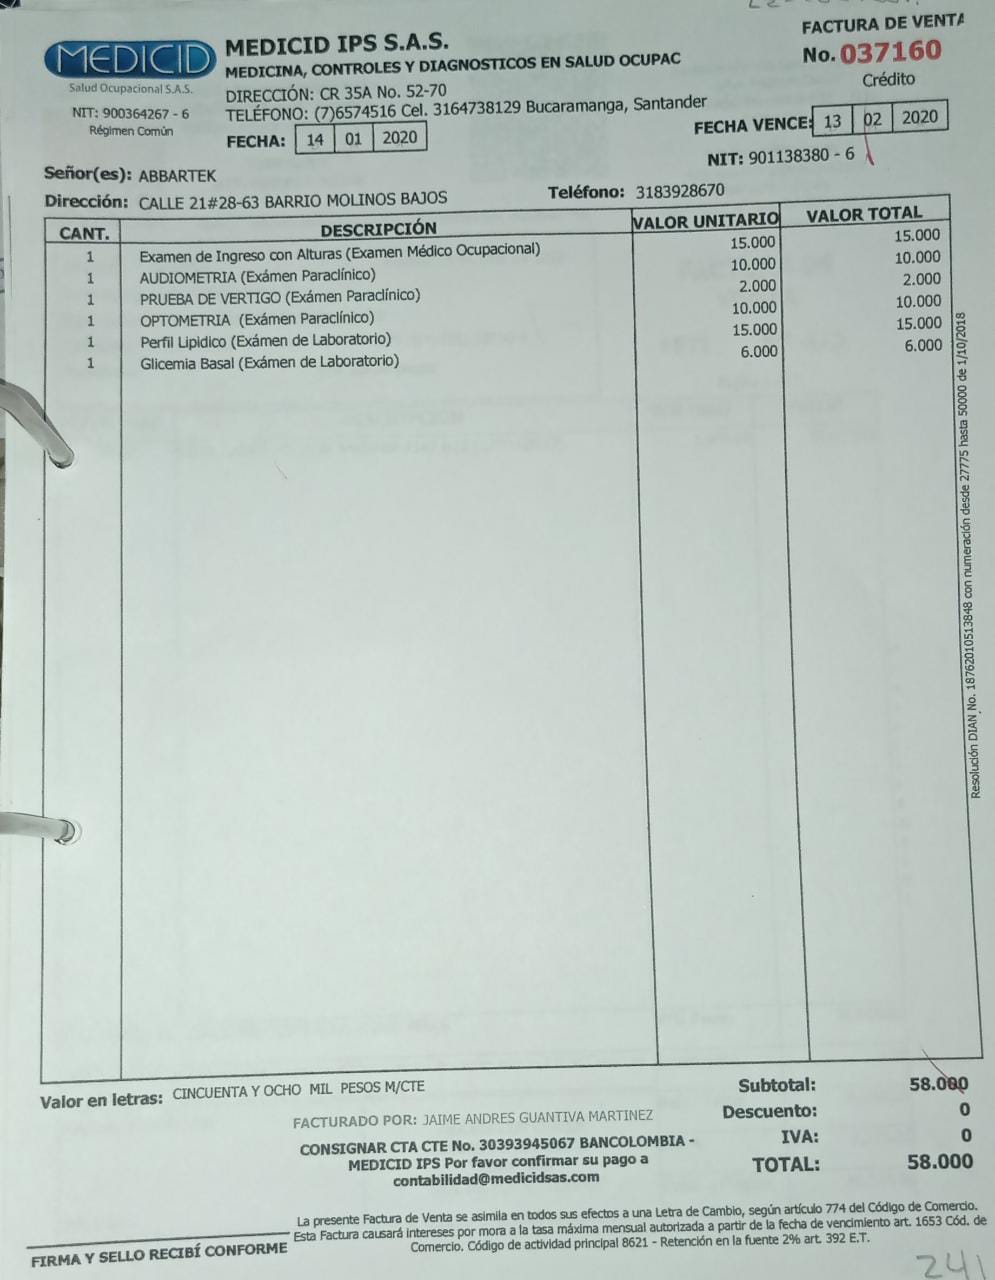 MEDICID
Salud Ocupacional S.A.S.
NIT: 900364267 - 6
Régimen Común
MEDICID IPS S.A.S.
MEDICINA, CONTROLES Y DIAGNOSTICOS EN SALUD OCUPAC
DIRECCIÓN: CR 35A No. 52-70
TELÉFONO: (7)6574516 Cel. 3164738129 Bucaramanga, Santander
FECHA: 14 01 2020
FACTURA DE VENTA
No. 037160
Crédito
FECHA VENCE: 13 02 2020
NIT: 901138380 - 6
Señor(es): ABBARTEK
Dirección: CALLE 21#28-63 BARRIO MOLINOS BAJOS Teléfono: 3183928670
CANT. DESCRIPCIÓN VALOR UNITARIO VALOR TOTAL
1 Examen de Ingreso con Alturas (Examen Médico Ocupacional) 15.000 15.000
1 AUDIOMETRIA (Exámen Paraclínico) 10.000 10.000
1 PRUEBA DE VERTIGO (Exámen Paraclínico) 2.000 2.000
1 OPTOMETRIA (Exámen Paraclínico) 10.000 10.000
1 Perfil Lipidico (Exámen de Laboratorio) 15.000 15.000
1 Glicemia Basal (Exámen de Laboratorio) 6.000 6.000
Resolución DIAN No. 18762010513848 con numeración desde 27775 hasta 50000 de 1/10/2018
Valor en letras: CINCUENTA Y OCHO MIL PESOS M/CTE
Subtotal: 58.000
Descuento: 0
IVA: 0
TOTAL: 58.000
FACTURADO POR: JAIME ANDRES GUANTIVA MARTINEZ
CONSIGNAR CTA CTE No. 30393945067 BANCOLOMBIA -
MEDICID IPS Por favor confirmar su pago a
contabilidad@medicidsas.com
La presente Factura de Venta se asimila en todos sus efectos a una Letra de Cambio, según artículo 774 del Código de Comercio.
Esta Factura causará intereses por mora a la tasa máxima mensual autorizada a partir de la fecha de vencimiento art. 1653 Cód. de
Comercio. Código de actividad principal 8621 - Retención en la fuente 2% art. 392 E.T.
FIRMA Y SELLO RECIBÍ CONFORME
241